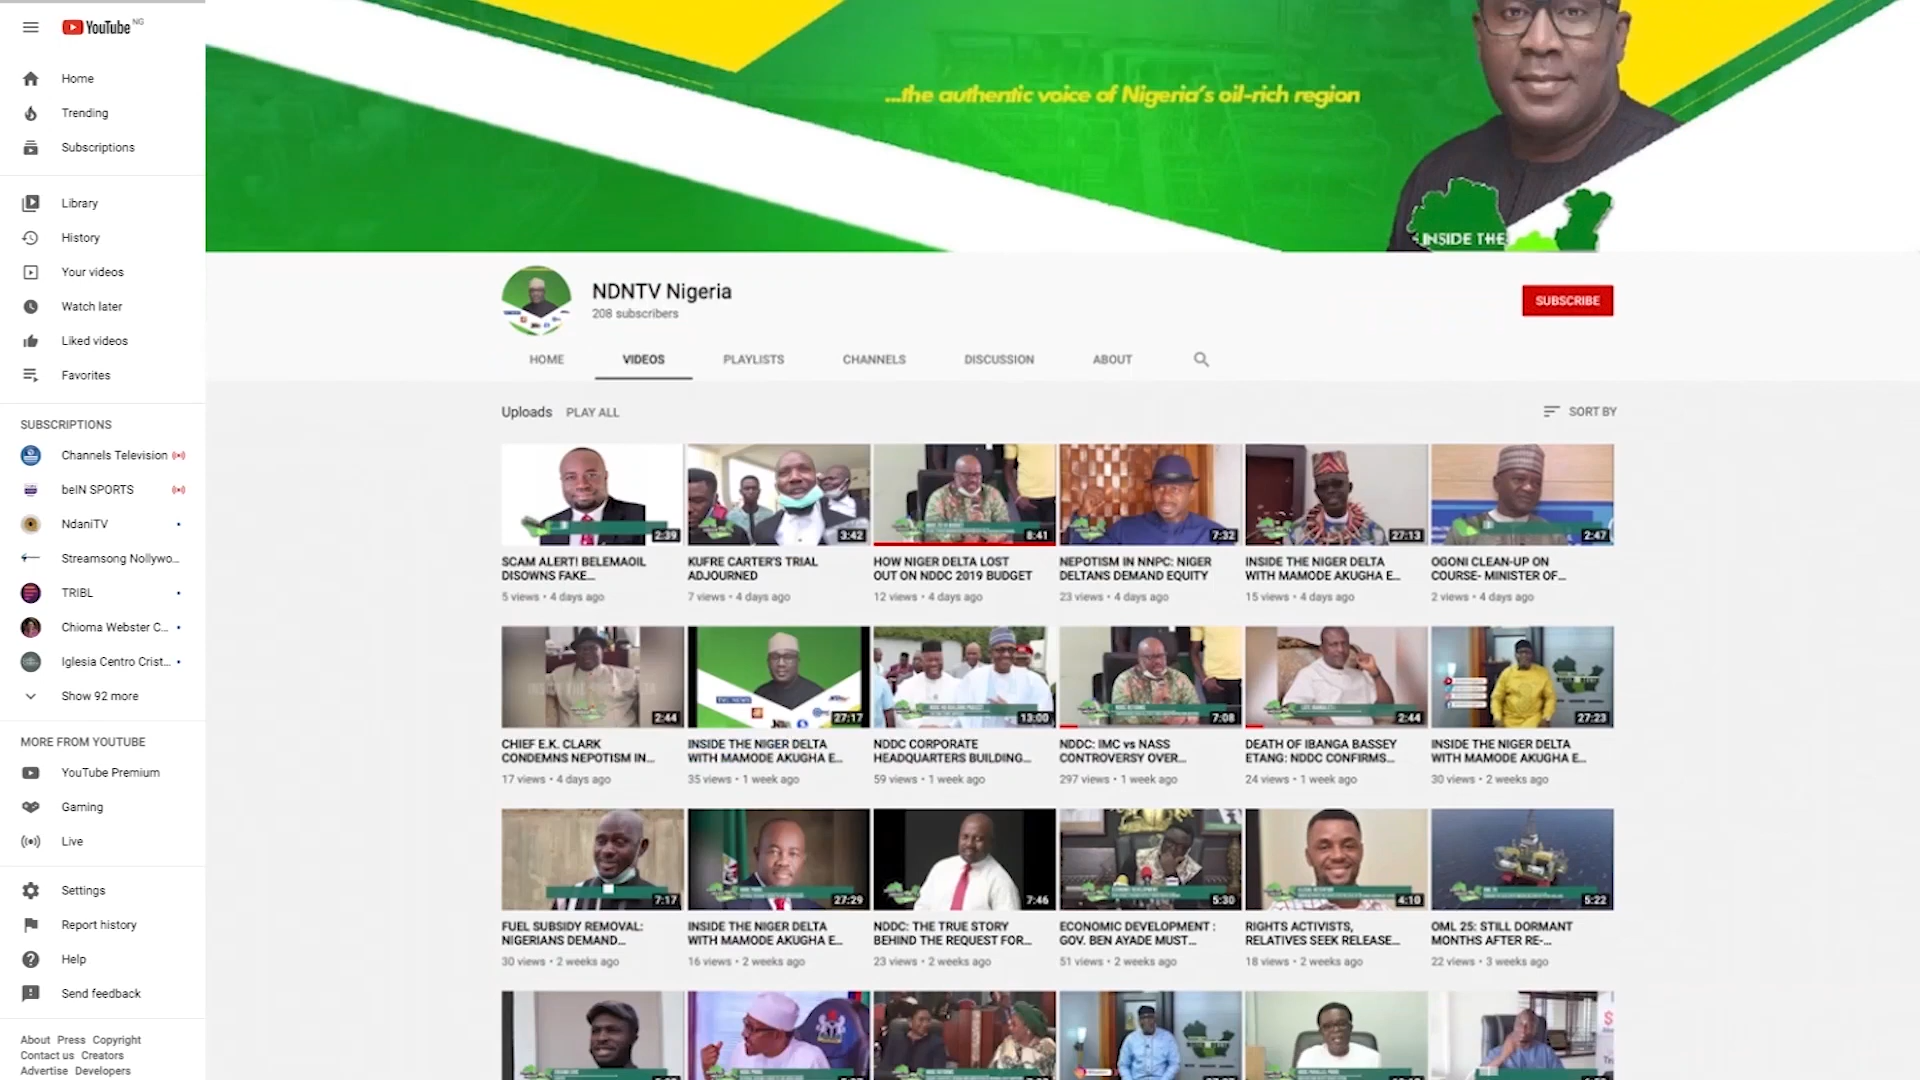 YouTube NG
Home
Trending
Subscriptions
Library
History
Your videos
Watch later
Liked videos
Favorites
SUBSCRIPTIONS
Channels Television
beIN SPORTS
NdaniTV
Streamsong Nollywo...
TRIBL
Chioma Webster C...
Iglesia Centro Crist...
Show 92 more
MORE FROM YOUTUBE
YouTube Premium
Gaming
Live
Settings
Report history
Help
Send feedback
About Press Copyright
Contact us Creators
Advertise Developers
...the authentic voice of Nigeria's oil-rich region
INSIDE THE
NDNTV Nigeria
208 subscribers
SUBSCRIBE
HOME VIDEOS PLAYLISTS CHANNELS DISCUSSION ABOUT
Uploads PLAY ALL
SORT BY
2:39
SCAM ALERT! BELEMAOIL
DISOWNS FAKE...
5 views • 4 days ago
3:42
KUFRE CARTER'S TRIAL
ADJOURNED
7 views • 4 days ago
8:41
HOW NIGER DELTA LOST
OUT ON NDDC 2019 BUDGET
12 views • 4 days ago
7:32
NEPOTISM IN NNPC: NIGER
DELTANS DEMAND EQUITY
23 views • 4 days ago
27:13
INSIDE THE NIGER DELTA
WITH MAMODE AKUGHA E...
15 views • 4 days ago
2:47
OGONI CLEAN-UP ON
COURSE- MINISTER OF...
2 views • 4 days ago
2:44
CHIEF E.K. CLARK
CONDEMNS NEPOTISM IN...
17 views • 4 days ago
27:17
INSIDE THE NIGER DELTA
WITH MAMODE AKUGHA E...
35 views • 1 week ago
13:00
NDDC CORPORATE
HEADQUARTERS BUILDING...
59 views • 1 week ago
7:08
NDDC: IMC vs NASS
CONTROVERSY OVER...
297 views • 1 week ago
2:44
DEATH OF IBANGA BASSEY
ETANG: NDDC CONFIRMS...
24 views • 1 week ago
27:23
INSIDE THE NIGER DELTA
WITH MAMODE AKUGHA E...
30 views • 2 weeks ago
7:17
FUEL SUBSIDY REMOVAL:
NIGERIANS DEMAND...
30 views • 2 weeks ago
27:29
INSIDE THE NIGER DELTA
WITH MAMODE AKUGHA E...
16 views • 2 weeks ago
7:46
NDDC: THE TRUE STORY
BEHIND THE REQUEST FOR...
23 views • 2 weeks ago
5:30
ECONOMIC DEVELOPMENT :
GOV. BEN AYADE MUST...
51 views • 2 weeks ago
4:10
RIGHTS ACTIVISTS,
RELATIVES SEEK RELEASE...
18 views • 2 weeks ago
5:22
OML 25: STILL DORMANT
MONTHS AFTER RE-...
22 views • 3 weeks ago